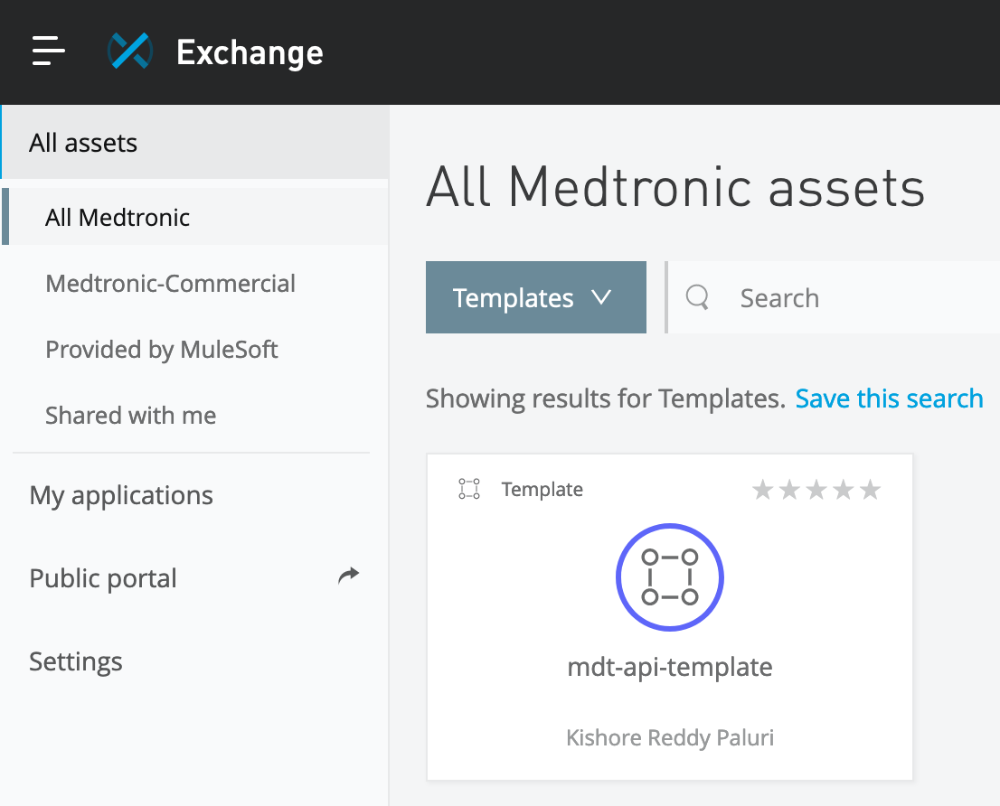 Exchange
All assets
All Medtronic
Medtronic-Commercial
Provided by MuleSoft
Shared with me
My applications
Public portal
Settings
All Medtronic assets
Templates
Search
Showing results for Templates. Save this search
Template
mdt-api-template
Kishore Reddy Paluri